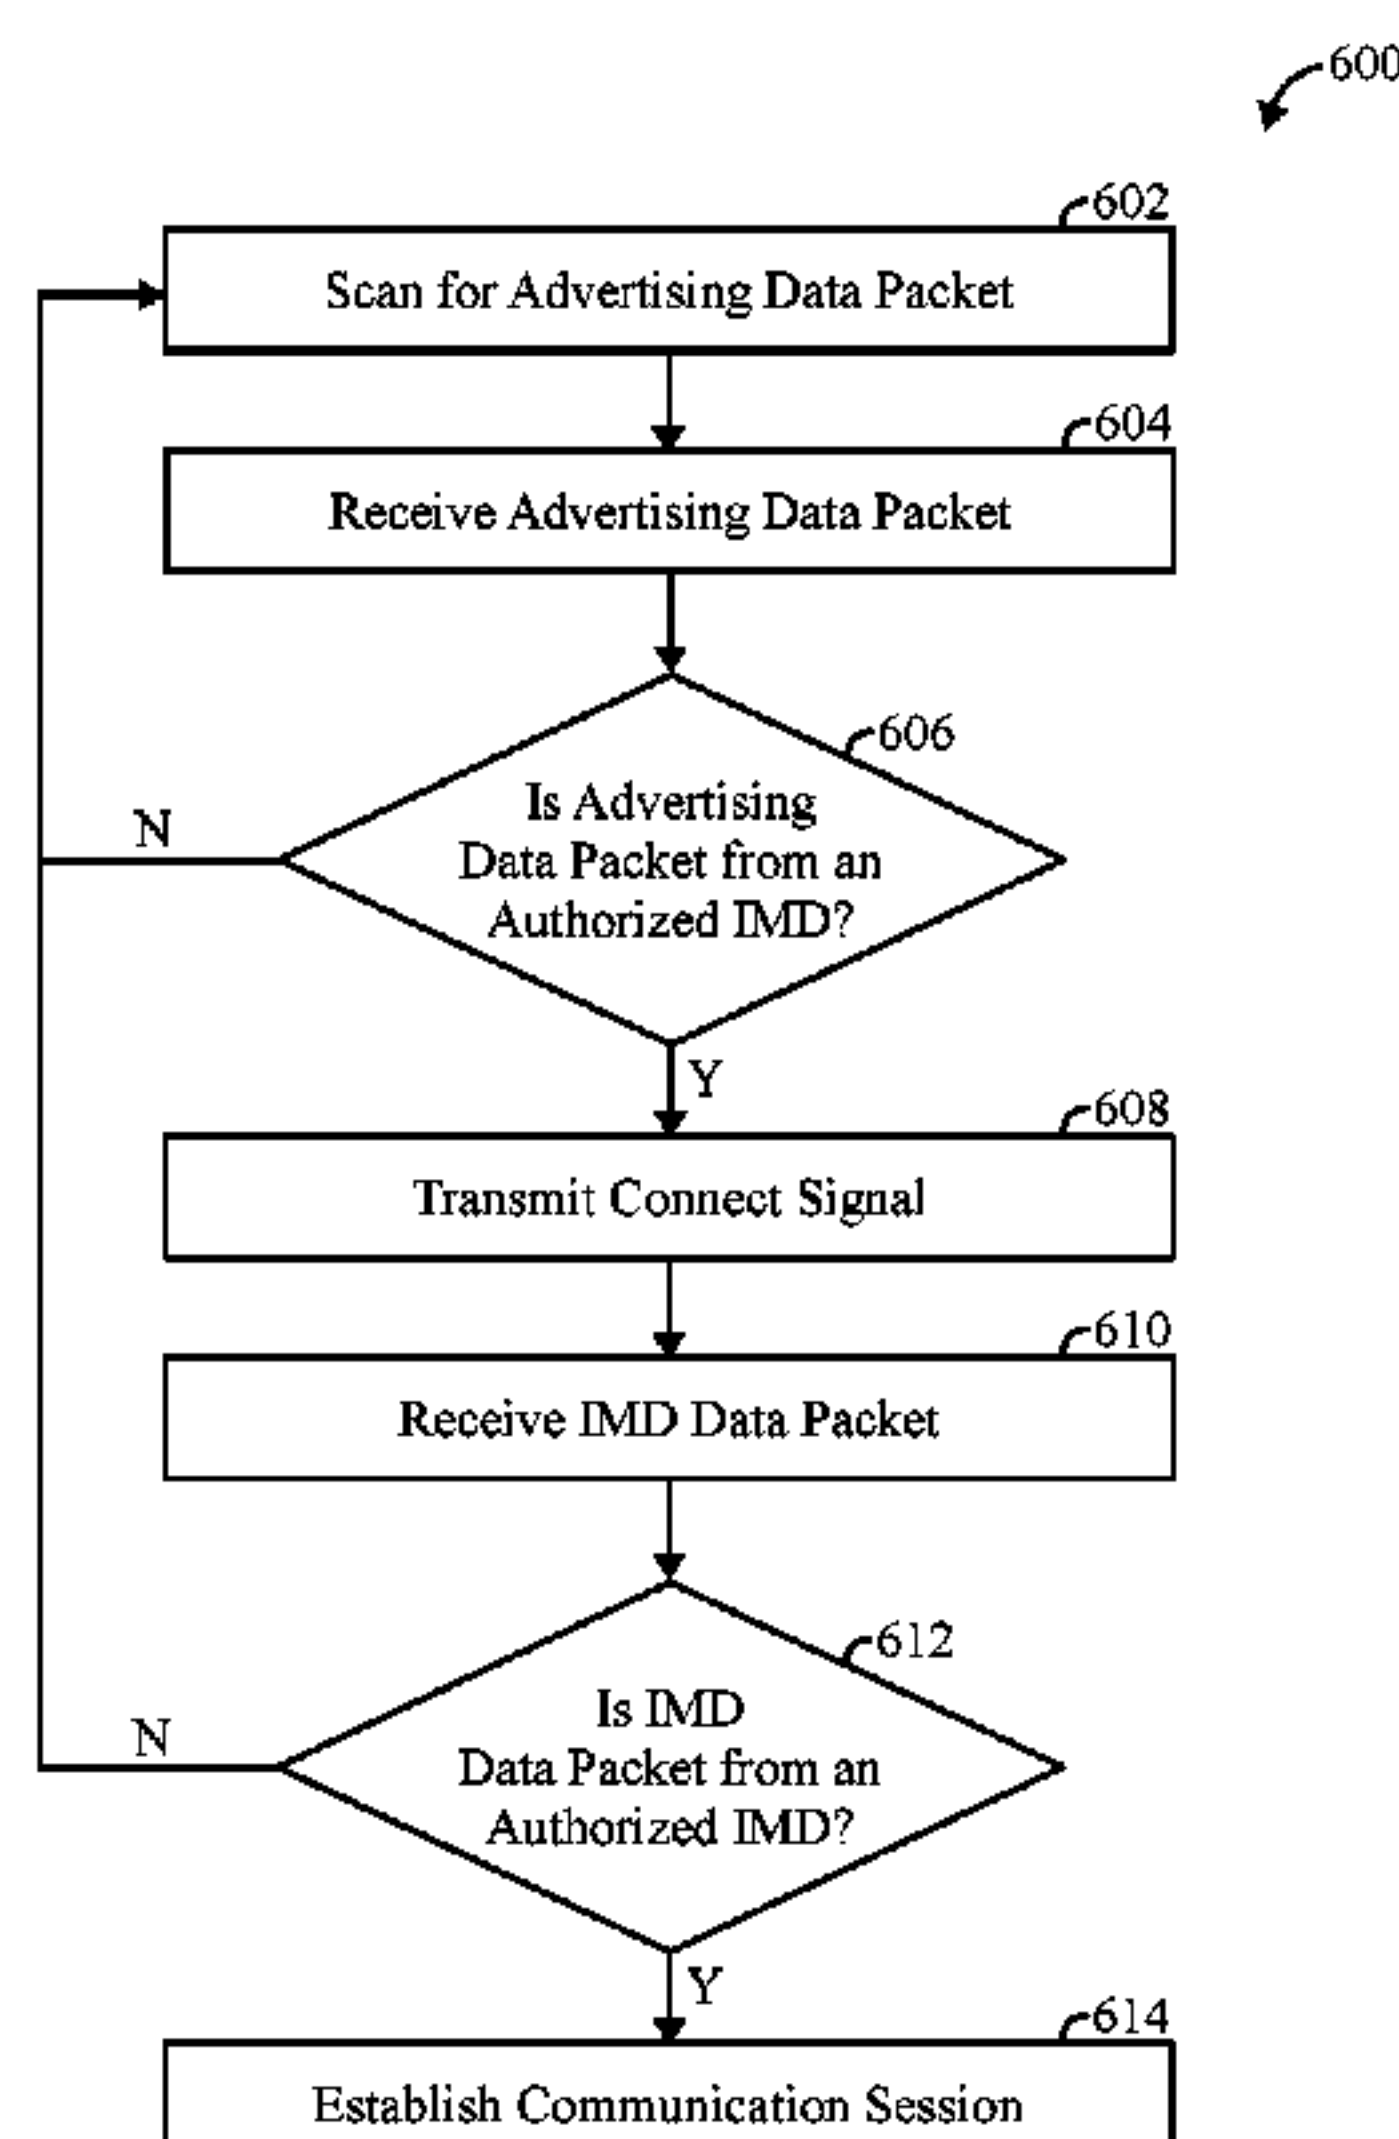 600
602
Scan for Advertising Data Packet
604
Receive Advertising Data Packet
606
Is Advertising
Data Packet from an
Authorized IMD?
N
Y
608
Transmit Connect Signal
610
Receive IMD Data Packet
612
Is IMD
Data Packet from an
Authorized IMD?
N
Y
614
Establish Communication Session